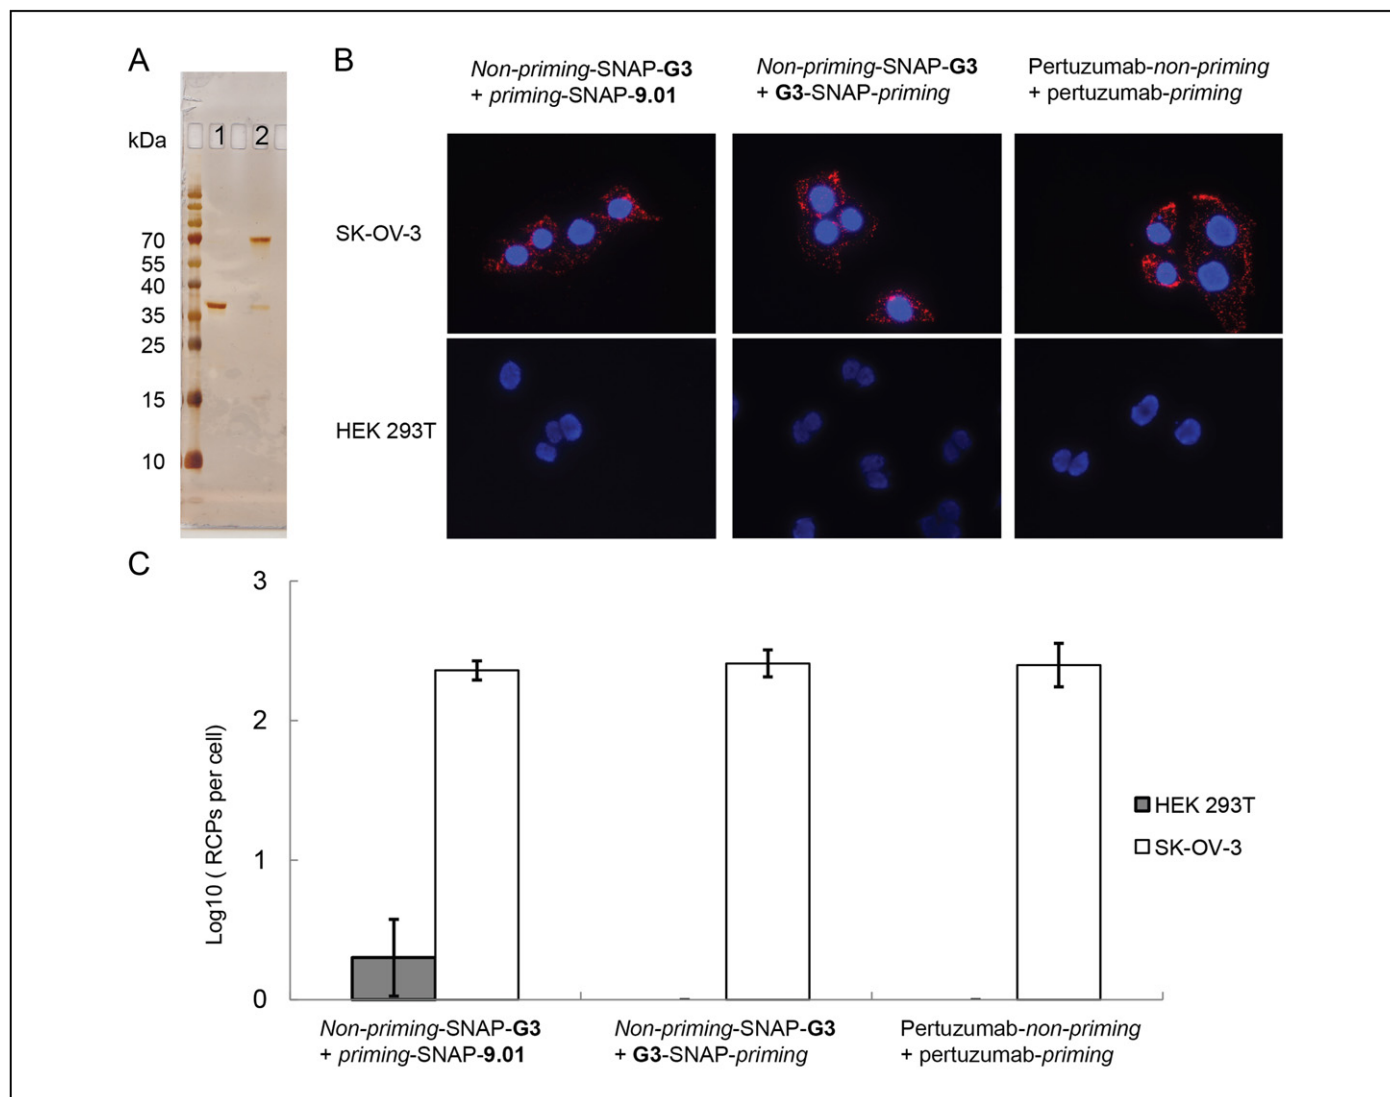 A
kDa
1 2
70
55
40
35
25
15
10
B
Non-priming-SNAP-G3
+ priming-SNAP-9.01
Non-priming-SNAP-G3
+ G3-SNAP-priming
Pertuzumab-non-priming
+ pertuzumab-priming
SK-OV-3
HEK 293T
C
3
2
1
0
Log10 ( RCPs per cell)
HEK 293T
SK-OV-3
Non-priming-SNAP-G3
+ priming-SNAP-9.01
Non-priming-SNAP-G3
+ G3-SNAP-priming
Pertuzumab-non-priming
+ pertuzumab-priming